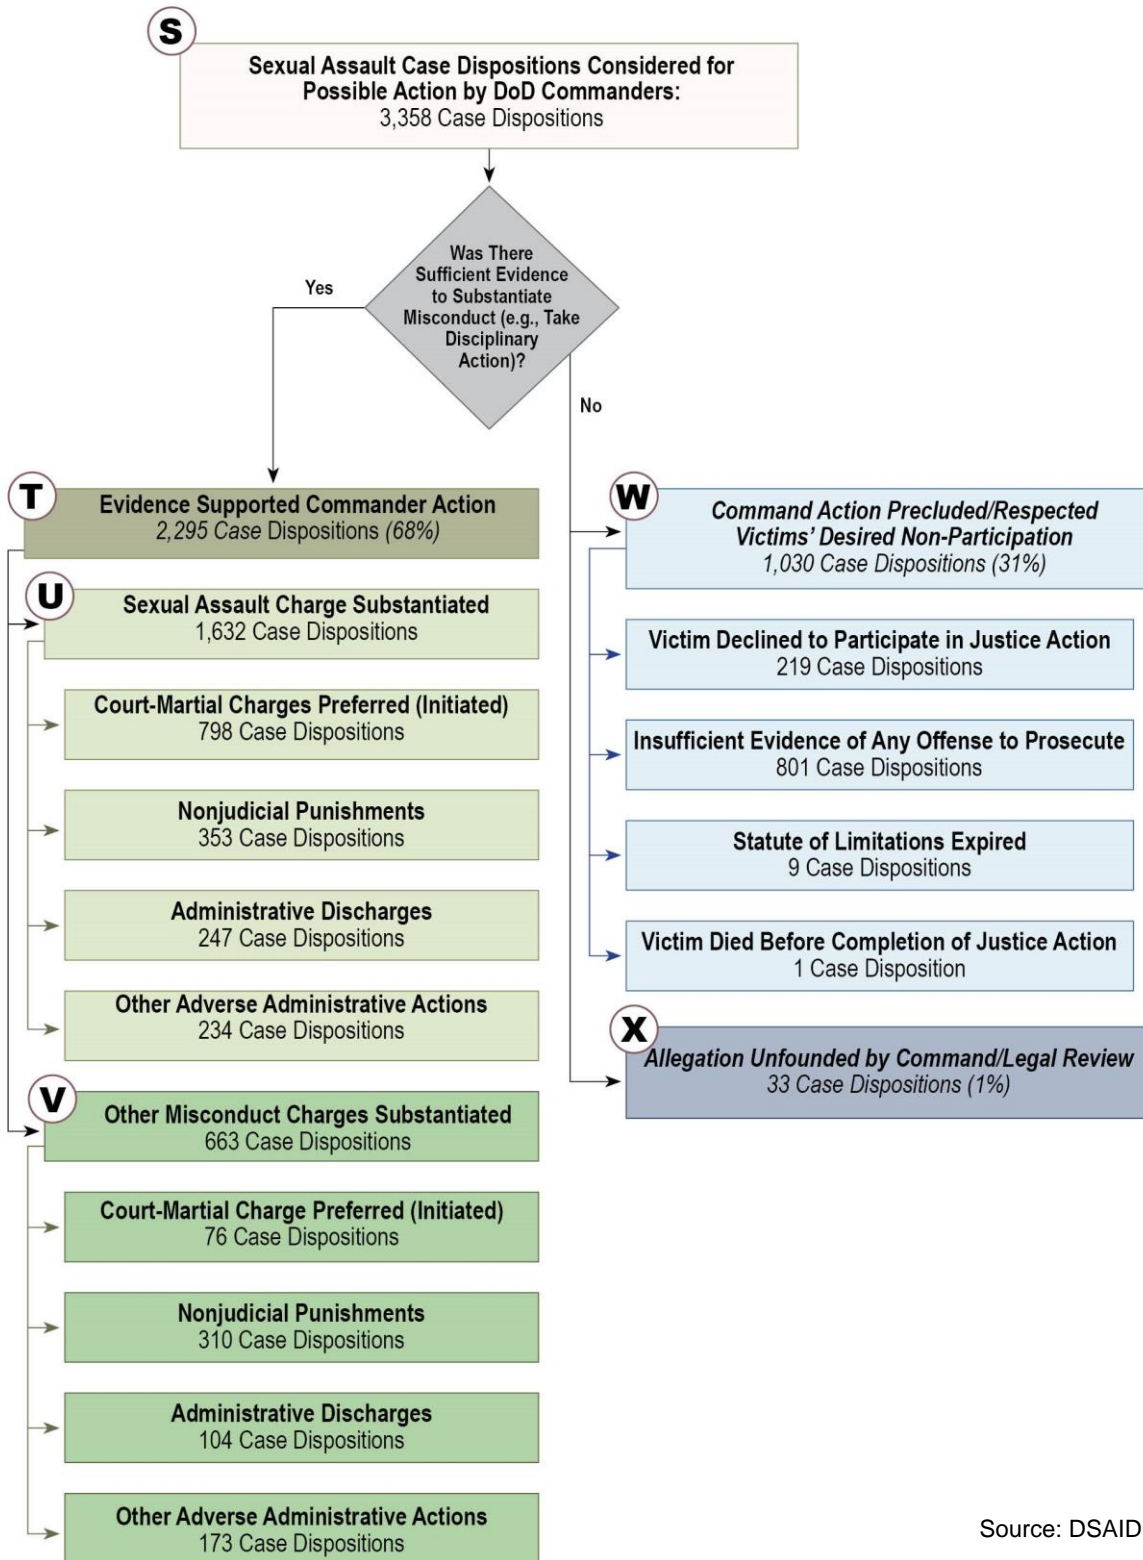 S
Sexual Assault Case Dispositions Considered for
Possible Action by DoD Commanders:
3,358 Case Dispositions
Was There
Sufficient Evidence
to Substantiate
Misconduct (e.g., Take
Disciplinary
Action)?
Yes
No
T
Evidence Supported Commander Action
2,295 Case Dispositions (68%)
U
Sexual Assault Charge Substantiated
1,632 Case Dispositions
Court-Martial Charges Preferred (Initiated)
798 Case Dispositions
Nonjudicial Punishments
353 Case Dispositions
Administrative Discharges
247 Case Dispositions
Other Adverse Administrative Actions
234 Case Dispositions
V
Other Misconduct Charges Substantiated
663 Case Dispositions
Court-Martial Charge Preferred (Initiated)
76 Case Dispositions
Nonjudicial Punishments
310 Case Dispositions
Administrative Discharges
104 Case Dispositions
Other Adverse Administrative Actions
173 Case Dispositions
W
Command Action Precluded/Respected
Victims' Desired Non-Participation
1,030 Case Dispositions (31%)
Victim Declined to Participate in Justice Action
219 Case Dispositions
Insufficient Evidence of Any Offense to Prosecute
801 Case Dispositions
Statute of Limitations Expired
9 Case Dispositions
Victim Died Before Completion of Justice Action
1 Case Disposition
X
Allegation Unfounded by Command/Legal Review
33 Case Dispositions (1%)
Source: DSAID